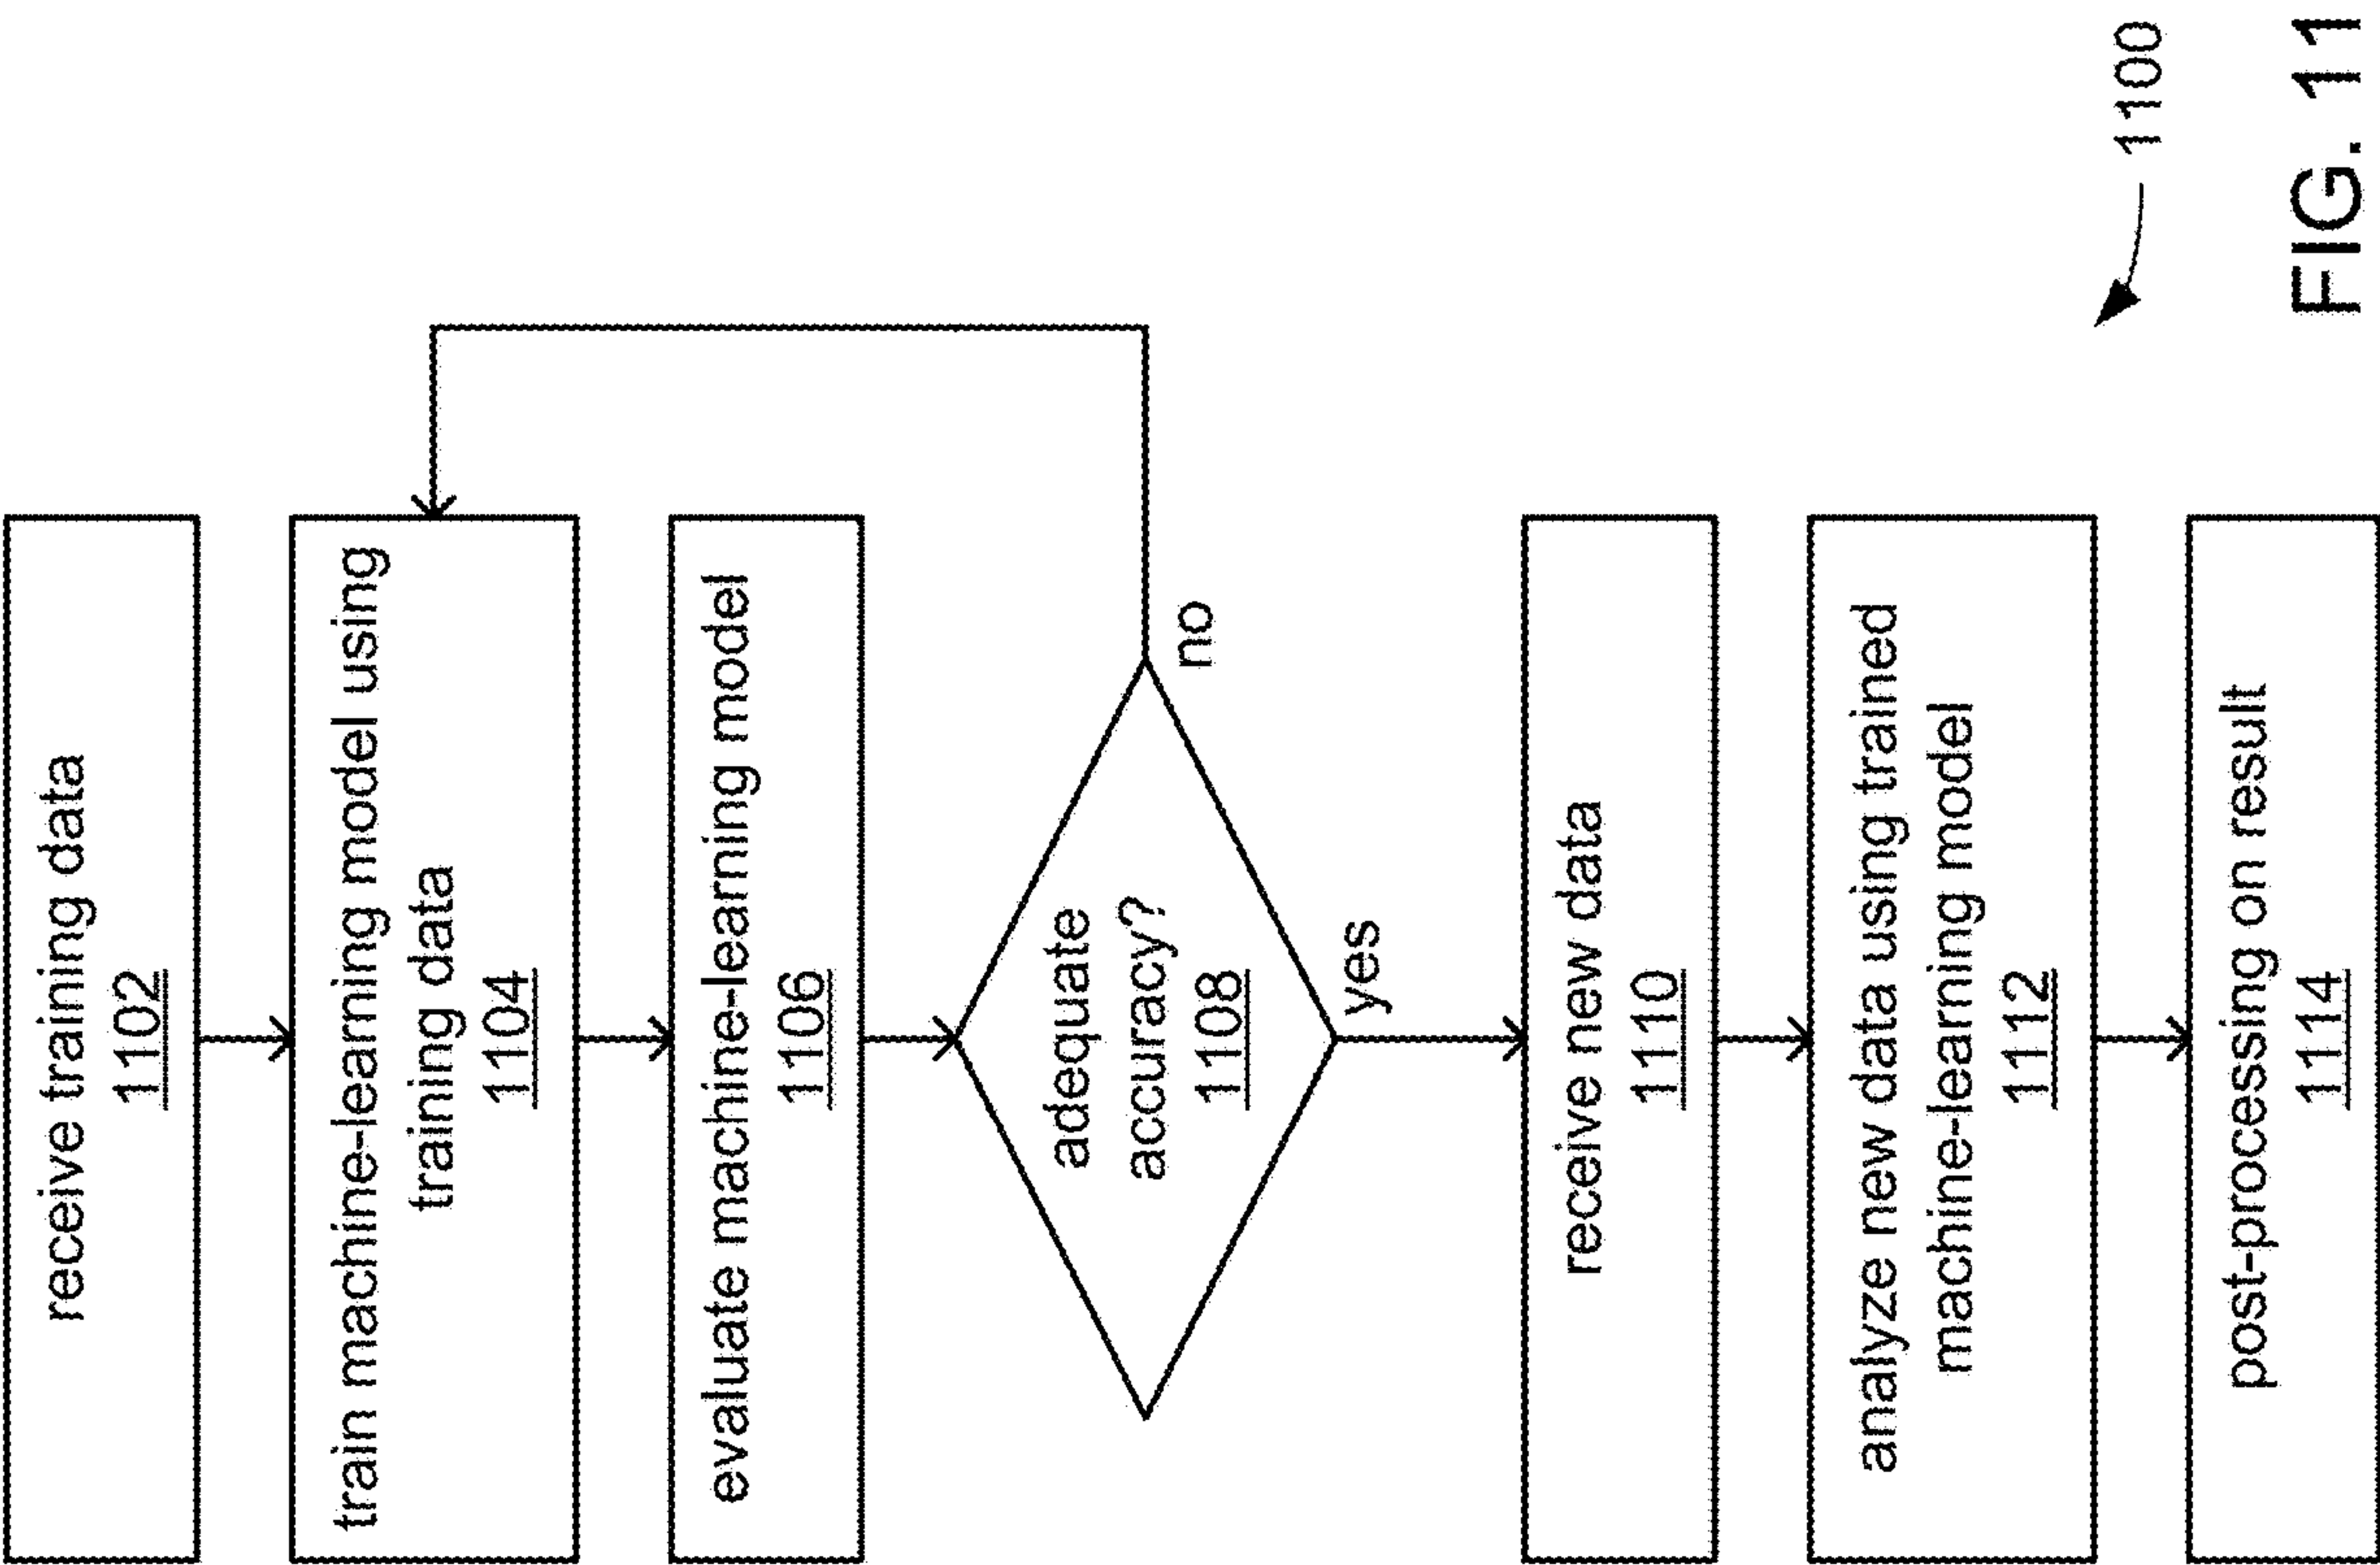 receive training data
1102
train machine-learning model using
training data
1104
evaluate machine-learning model
1106
adequate
accuracy?
1108
no
yes
receive new data
1110
analyze new data using trained
machine-learning model
1112
post-processing on result
1114
1100
FIG. 11